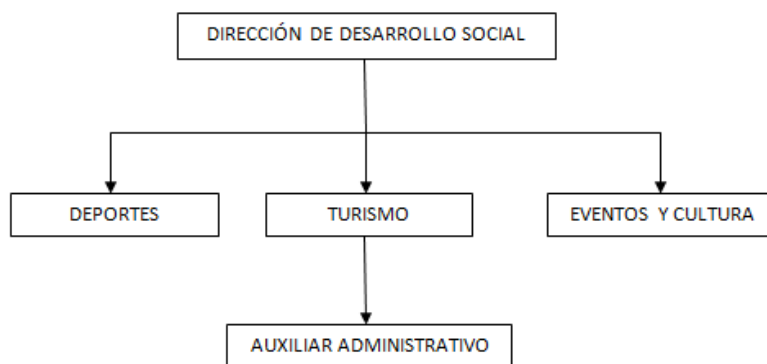 DIRECCIÓN DE DESARROLLO SOCIAL
DEPORTES
TURISMO
EVENTOS Y CULTURA
AUXILIAR ADMINISTRATIVO